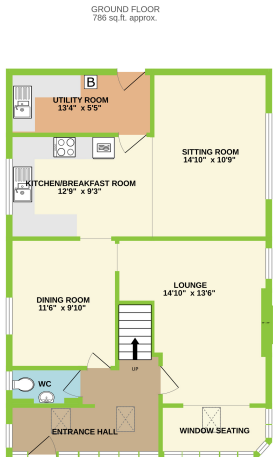 GROUND FLOOR
786 sq.ft. approx.
B
UTILITY ROOM
13'4" x 5'5"
SITTING ROOM
14'10" x 10'9"
KITCHEN/BREAKFAST ROOM
12'9" x 9'3"
LOUNGE
14'10" x 13'6"
DINING ROOM
11'6" x 9'10"
UP
WC
ENTRANCE HALL
WINDOW SEATING